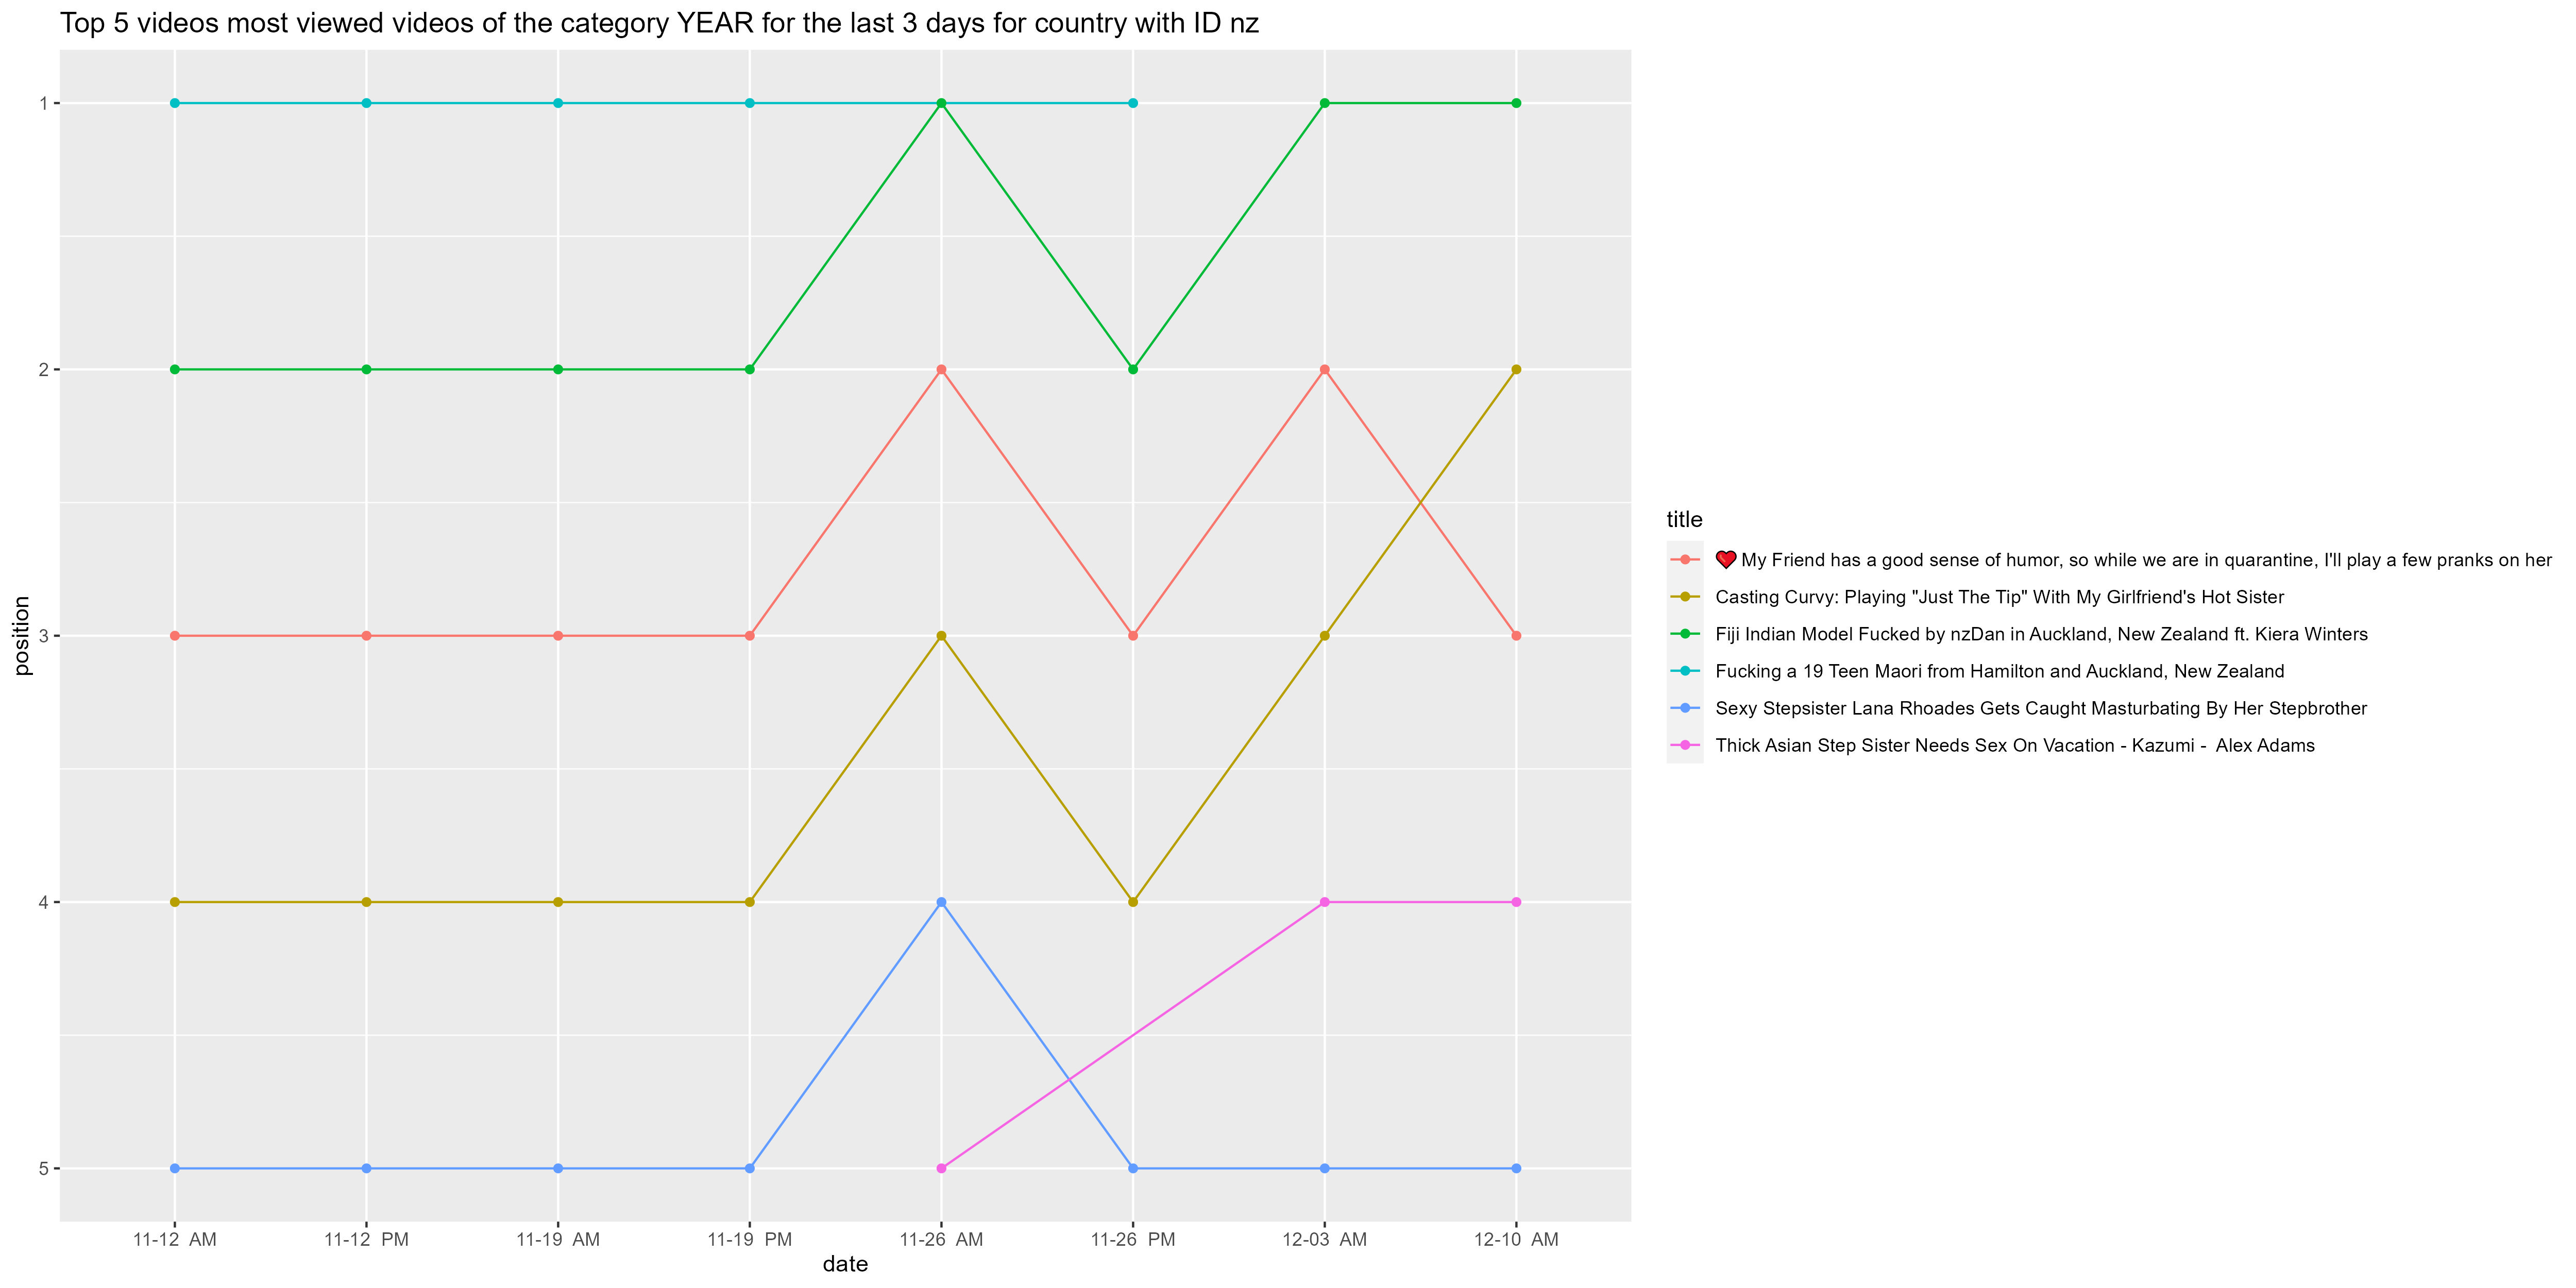 Top 5 videos most viewed videos of the category YEAR for the last 3 days for country with ID nz
position
1
2
3
4
5
11-12 AM
11-12 PM
11-19 AM
11-19 PM
11-26 AM
11-26 PM
12-03 AM
12-10 AM
date
title
❤️ My Friend has a good sense of humor, so while we are in quarantine, I'll play a few pranks on her
Casting Curvy: Playing "Just The Tip" With My Girlfriend's Hot Sister
Fiji Indian Model Fucked by nzDan in Auckland, New Zealand ft. Kiera Winters
Fucking a 19 Teen Maori from Hamilton and Auckland, New Zealand
Sexy Stepsister Lana Rhoades Gets Caught Masturbating By Her Stepbrother
Thick Asian Step Sister Needs Sex On Vacation - Kazumi -  Alex Adams